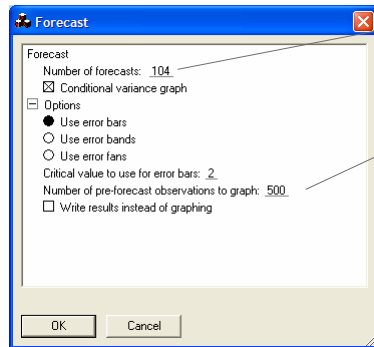 Forecast
Forecast
Number of forecasts: 104
Conditional variance graph
Options
Use error bars
Use error bands
Use error fans
Critical value to use for error bars: 2
Number of pre-forecast observations to graph: 500
Write results instead of graphing
OK Cancel